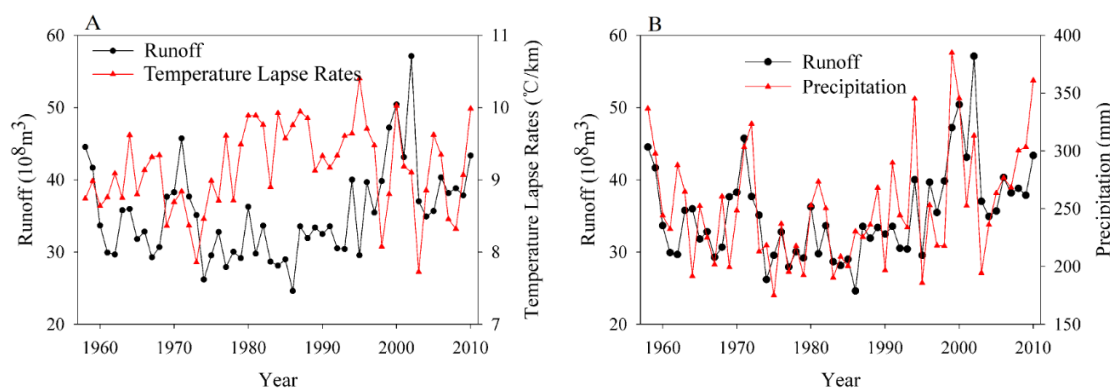 A
Runoff
Temperature Lapse Rates
Runoff (10⁸m³)
60
50
40
30
20
11
10
9
8
7
Temperature Lapse Rates (℃/km)
1960 1970 1980 1990 2000 2010
Year
B
Runoff
Precipitation
Runoff (10⁸m³)
60
50
40
30
20
400
350
300
250
200
150
Precipitation (mm)
1960 1970 1980 1990 2000 2010
Year